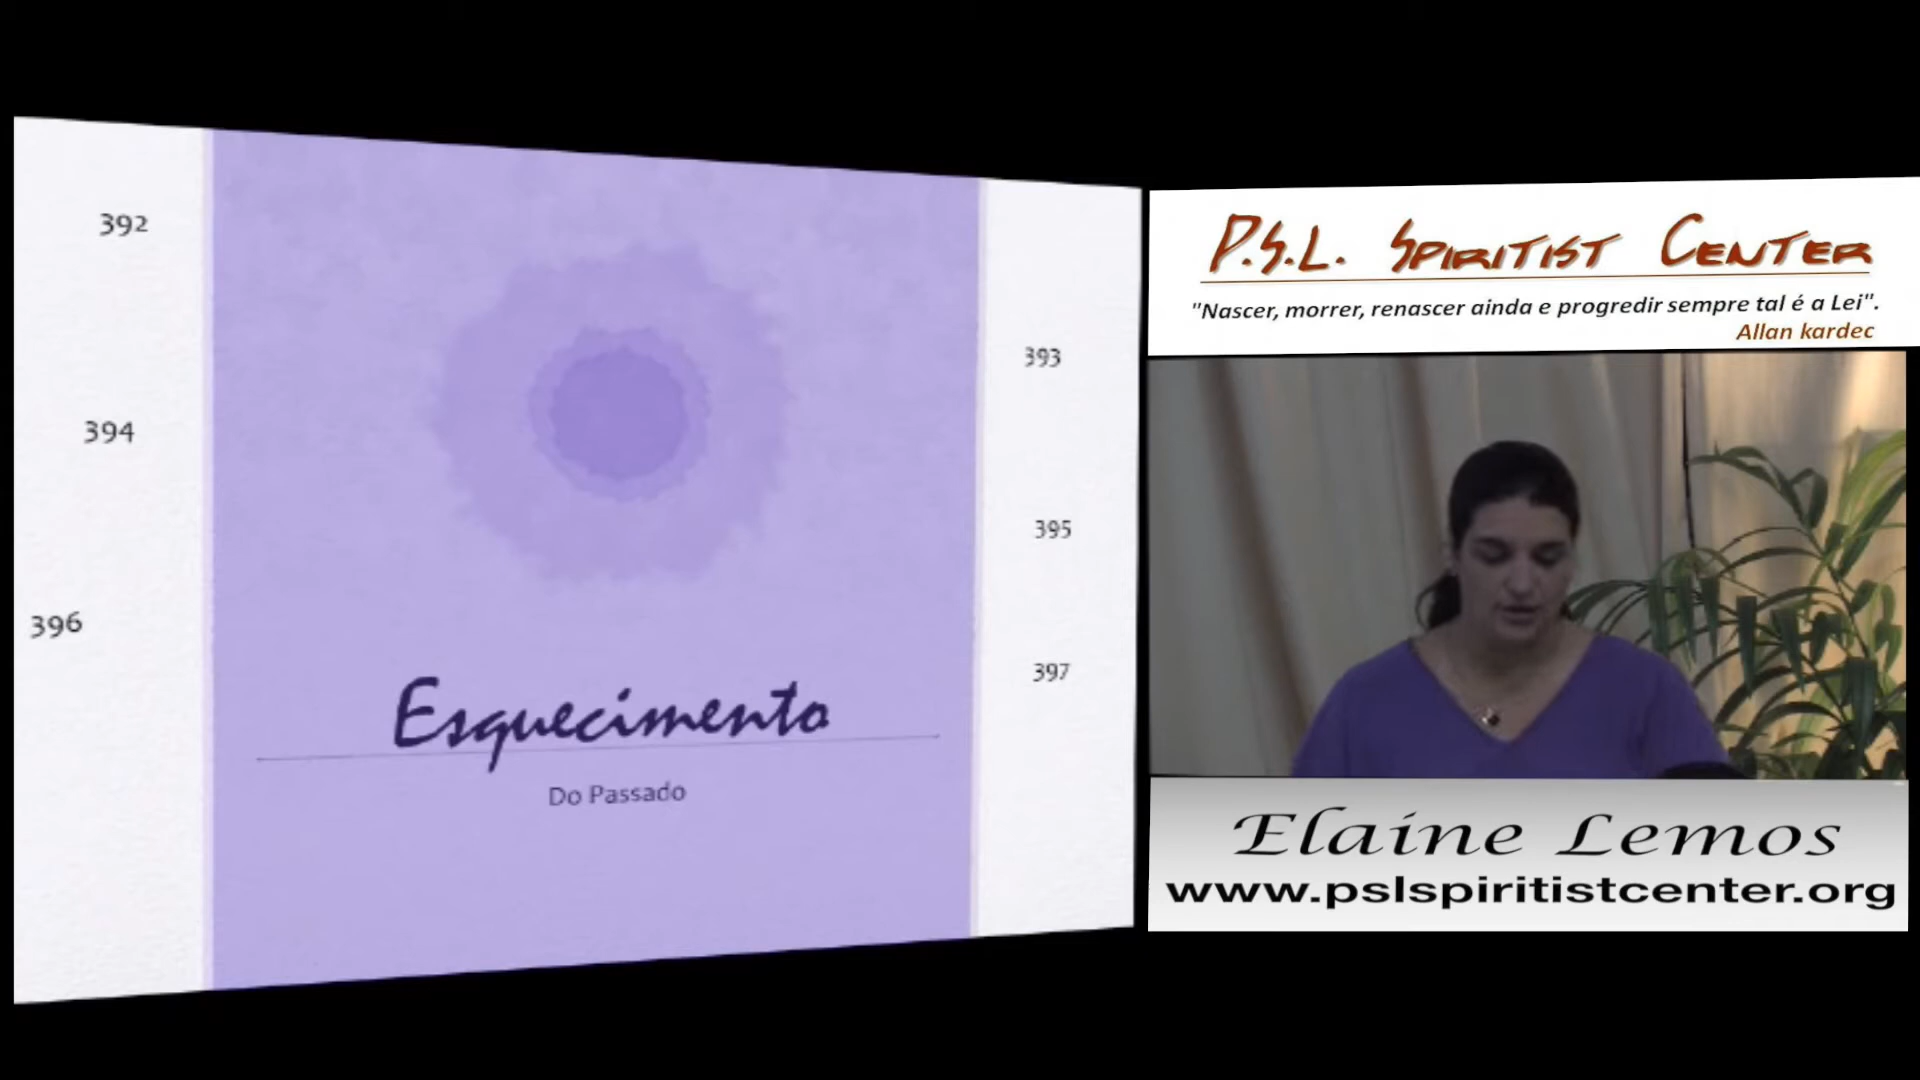 392
394
396
393
395
397
Esquecimento
Do Passado
P.S.L. Spiritist Center
"Nascer, morrer, renascer ainda e progredir sempre tal é a Lei".
Allan kardec
Elaine Lemos
www.pslspiritistcenter.org